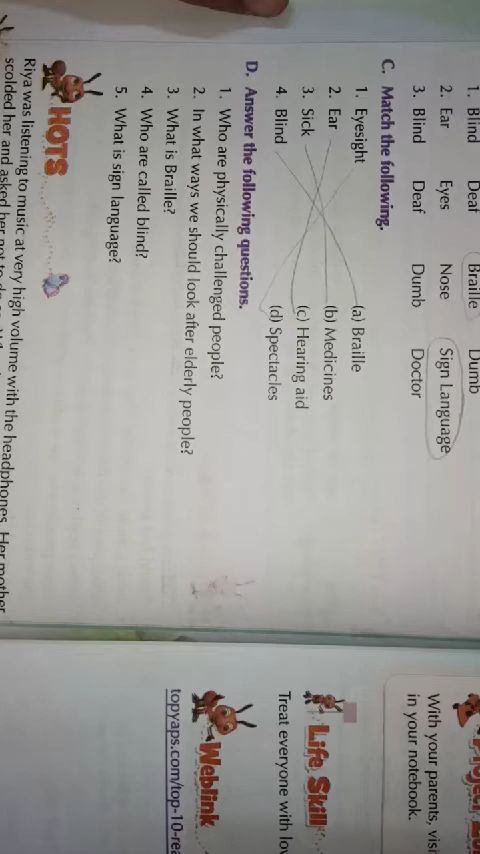 1. Blind Deaf Braille Dumb
2. Ear Eyes Nose Sign Language
3. Blind Deaf Dumb Doctor
C. Match the following.
1. Eyesight (a) Braille
2. Ear (b) Medicines
3. Sick (c) Hearing aid
4. Blind (d) Spectacles
D. Answer the following questions.
1. Who are physically challenged people?
2. In what ways we should look after elderly people?
3. What is Braille?
4. Who are called blind?
5. What is sign language?
HOTS
Riya was listening to music at very high volume with the headphones. Her mother
scolded her and asked her not to do
With your parents, visi
in your notebook.
Life Skill
Treat everyone with lo
Weblink
topyaps.com/top-10-rea